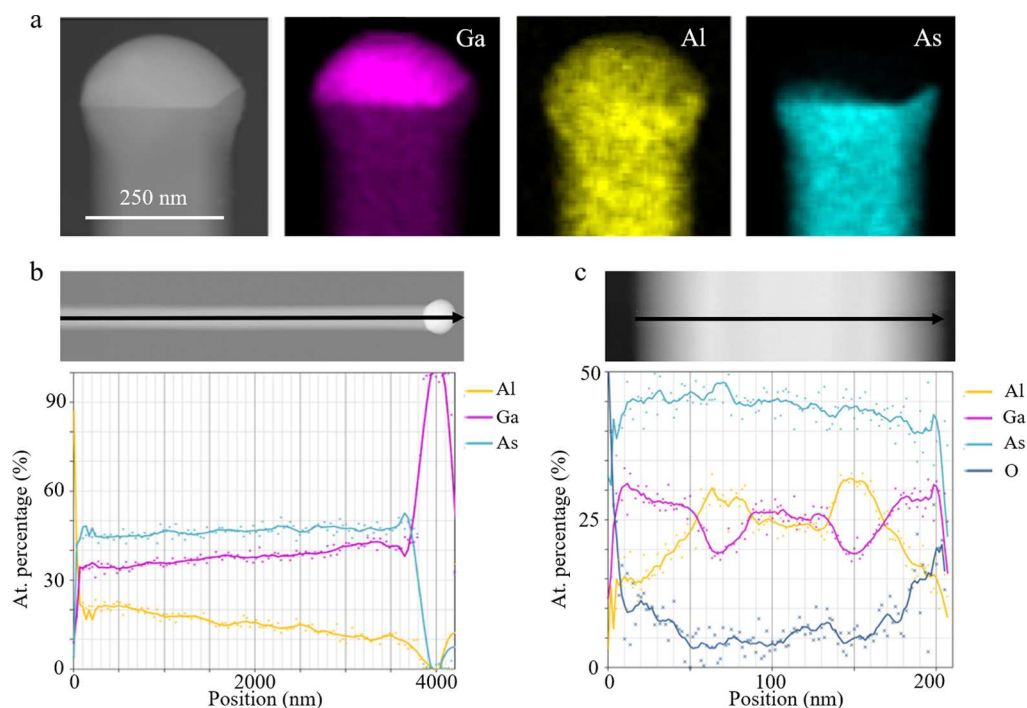 a
Ga
Al
As
250 nm
b
Al
Ga
As
90
60
30
0
At. percentage (%)
0
2000
4000
Position (nm)
c
Al
Ga
As
O
50
25
0
At. percentage (%)
0
100
200
Position (nm)